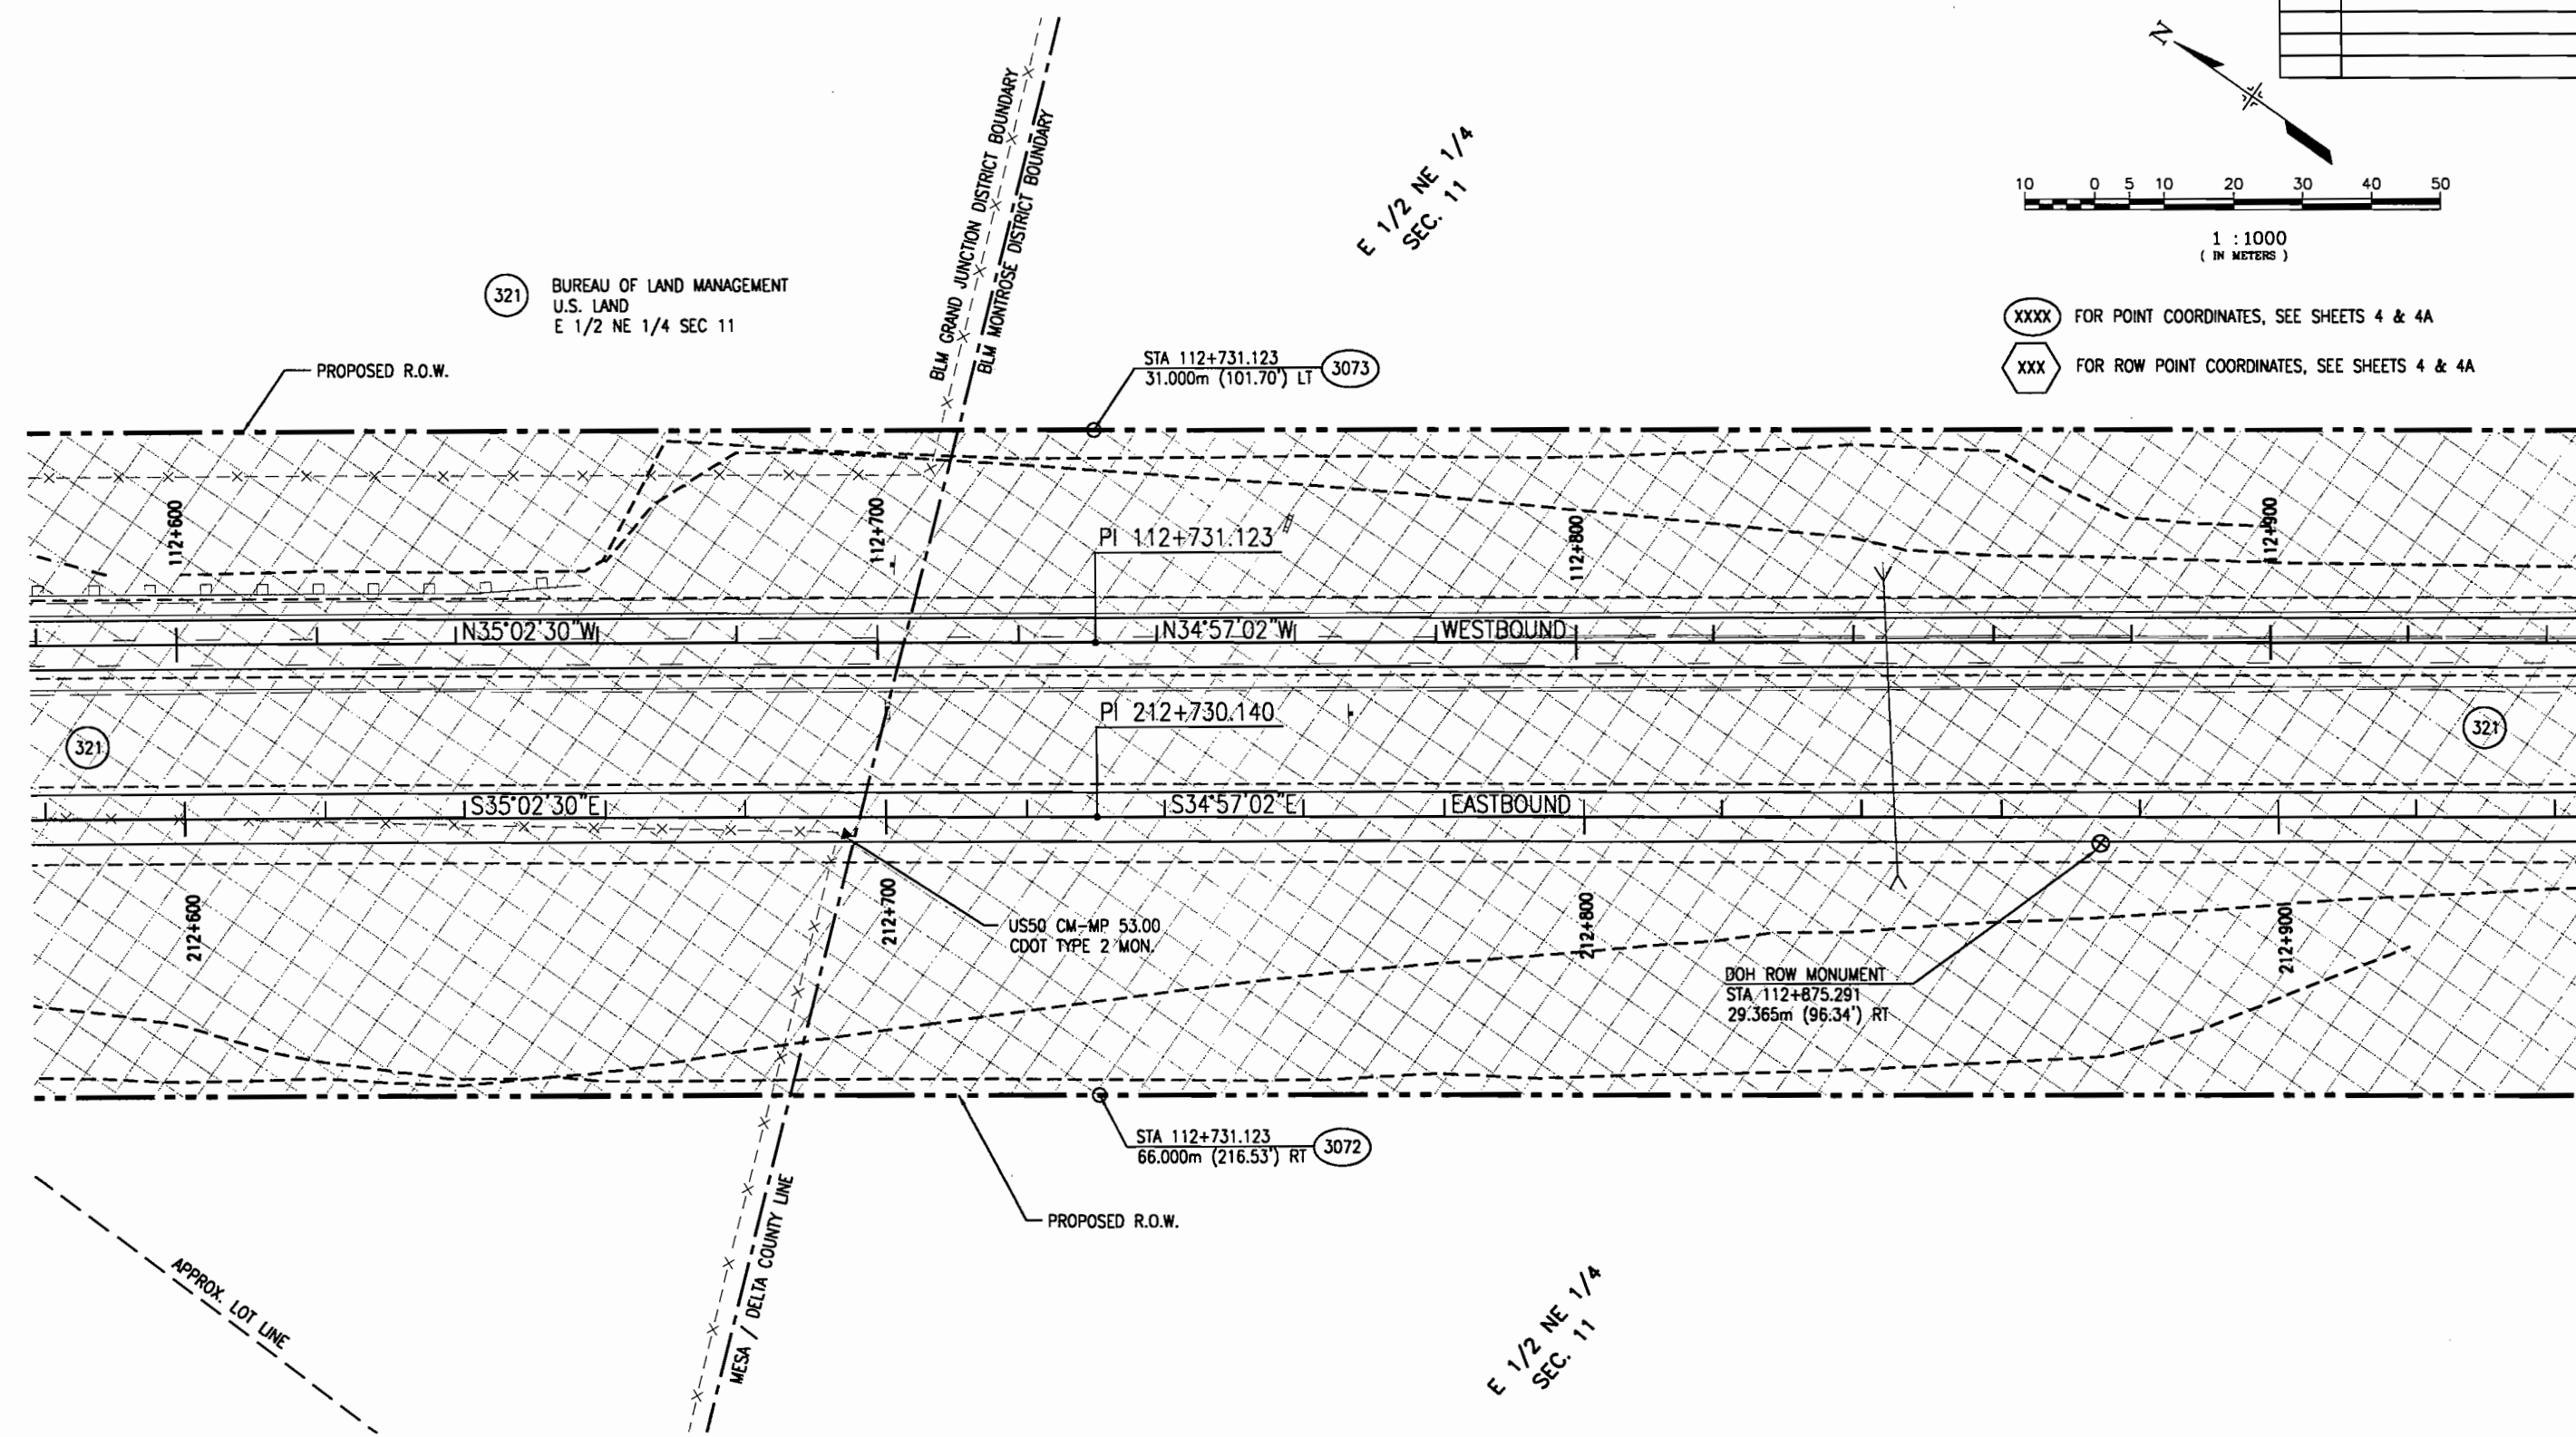 N
10 0 5 10 20 30 40 50
1 : 1000
( IN METERS )
XXXX FOR POINT COORDINATES, SEE SHEETS 4 & 4A
XXX FOR ROW POINT COORDINATES, SEE SHEETS 4 & 4A
E 1/2 NE 1/4
SEC. 11
BLM GRAND JUNCTION DISTRICT BOUNDARY
BLM MONTROSE DISTRICT BOUNDARY
321
BUREAU OF LAND MANAGEMENT
U.S. LAND
E 1/2 NE 1/4 SEC 11
PROPOSED R.O.W.
STA 112+731.123
31.000m (101.70') LT
3073
112+600
112+700
112+800
112+900
PI 112+731.123
N35°02'30"W
N34°57'02"W
WESTBOUND
PI 212+730.140
321
321
S35°02'30"E
S34°57'02"E
EASTBOUND
212+600
212+700
212+800
212+900
US50 CM-MP 53.00
CDOT TYPE 2 MON.
DOH ROW MONUMENT
STA 112+875.291
29.365m (96.34') RT
STA 112+731.123
66.000m (216.53') RT
3072
PROPOSED R.O.W.
MESA / DELTA COUNTY LINE
APPROX. LOT LINE
E 1/2 NE 1/4
SEC. 11